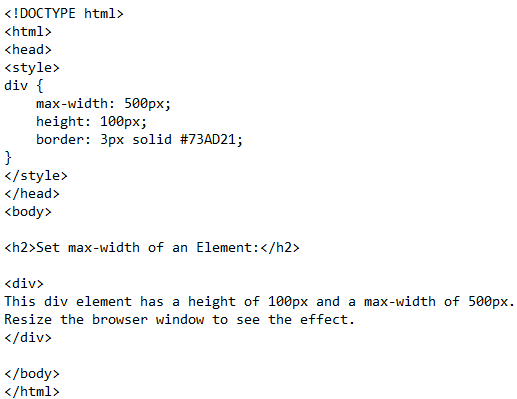 <!DOCTYPE html>
<html>
<head>
<style>
div {
    max-width: 500px;
    height: 100px;
    border: 3px solid #73AD21;
}
</style>
</head>
<body>

<h2>Set max-width of an Element:</h2>

<div>
This div element has a height of 100px and a max-width of 500px.
Resize the browser window to see the effect.
</div>

</body>
</html>